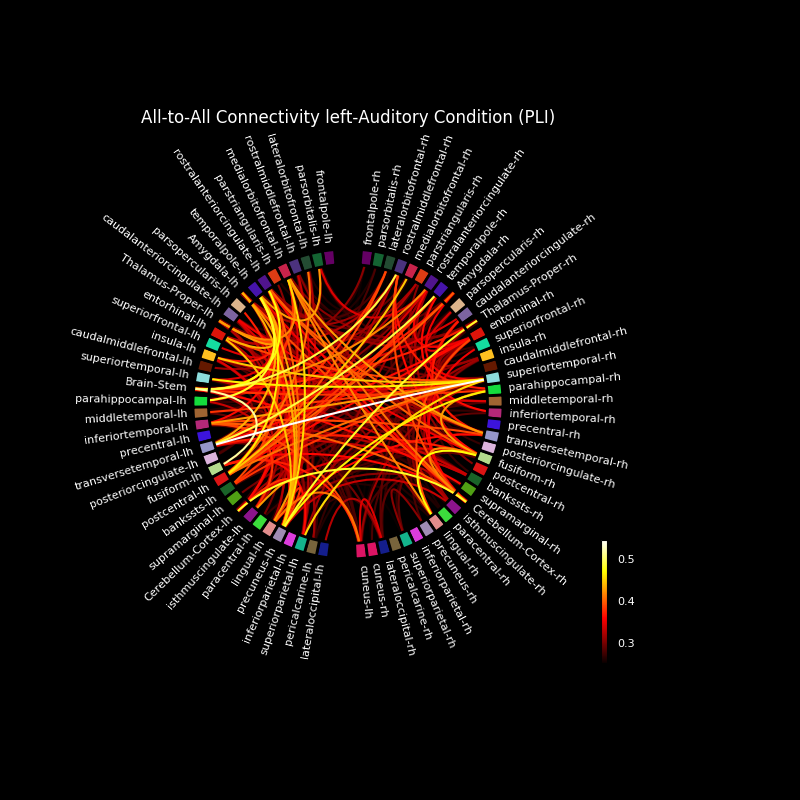 All-to-All Connectivity left-Auditory Condition (PLI)
frontalpole-lh
parsorbitalis-lh
lateralorbitofrontal-lh
rostralmiddlefrontal-lh
medialorbitofrontal-lh
parstriangularis-lh
rostralanteriorcingulate-lh
temporalpole-lh
Amygdala-lh
parsopercularis-lh
caudalanteriorcingulate-lh
Thalamus-Proper-lh
entorhinal-lh
superiorfrontal-lh
insula-lh
caudalmiddlefrontal-lh
superiortemporal-lh
Brain-Stem
parahippocampal-lh
middletemporal-lh
inferiortemporal-lh
precentral-lh
transversetemporal-lh
posteriorcingulate-lh
fusiform-lh
postcentral-lh
bankssts-lh
supramarginal-lh
Cerebellum-Cortex-lh
isthmuscingulate-lh
paracentral-lh
lingual-lh
precuneus-lh
inferiorparietal-lh
superiorparietal-lh
pericalcarine-lh
lateraloccipital-lh
cuneus-lh
cuneus-rh
lateraloccipital-rh
pericalcarine-rh
superiorparietal-rh
inferiorparietal-rh
precuneus-rh
lingual-rh
paracentral-rh
isthmuscingulate-rh
Cerebellum-Cortex-rh
supramarginal-rh
bankssts-rh
postcentral-rh
fusiform-rh
posteriorcingulate-rh
transversetemporal-rh
precentral-rh
inferiortemporal-rh
middletemporal-rh
parahippocampal-rh
superiortemporal-rh
caudalmiddlefrontal-rh
insula-rh
superiorfrontal-rh
entorhinal-rh
Thalamus-Proper-rh
caudalanteriorcingulate-rh
parsopercularis-rh
Amygdala-rh
temporalpole-rh
rostralanteriorcingulate-rh
parstriangularis-rh
medialorbitofrontal-rh
rostralmiddlefrontal-rh
lateralorbitofrontal-rh
parsorbitalis-rh
frontalpole-rh
0.5
0.4
0.3